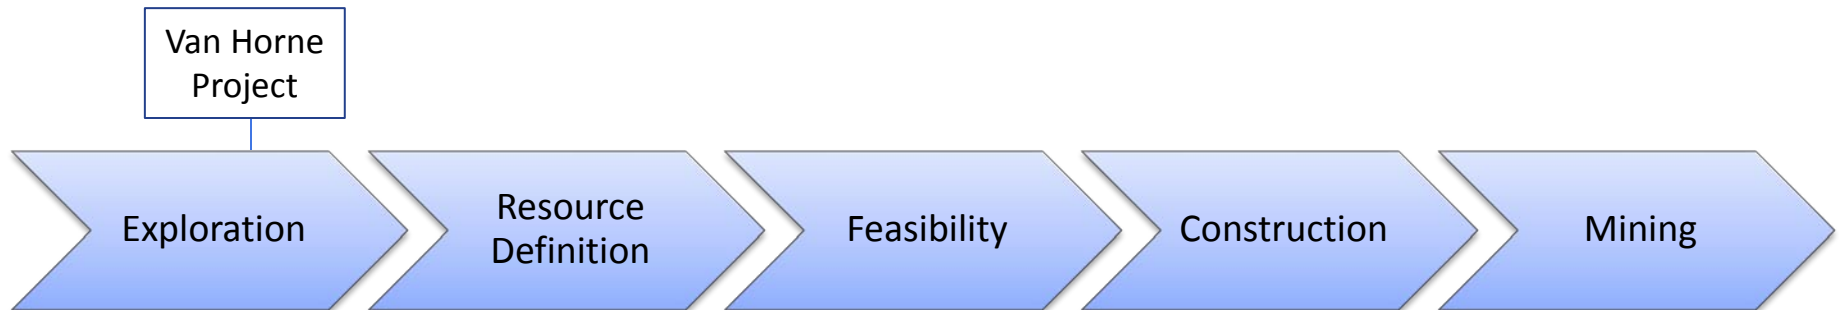 Van Horne
Project
Exploration
Resource
Definition
Feasibility
Construction
Mining